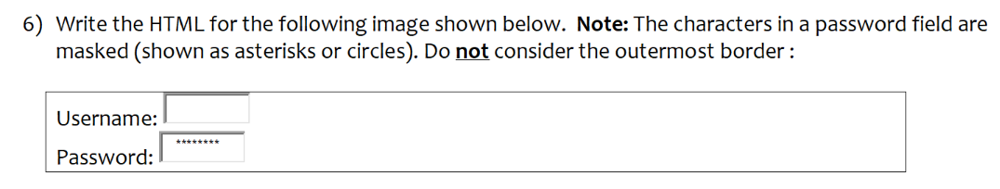 6) Write the HTML for the following image shown below. Note: The characters in a password field are
masked (shown as asterisks or circles). Do not consider the outermost border :
Username:
Password: ********